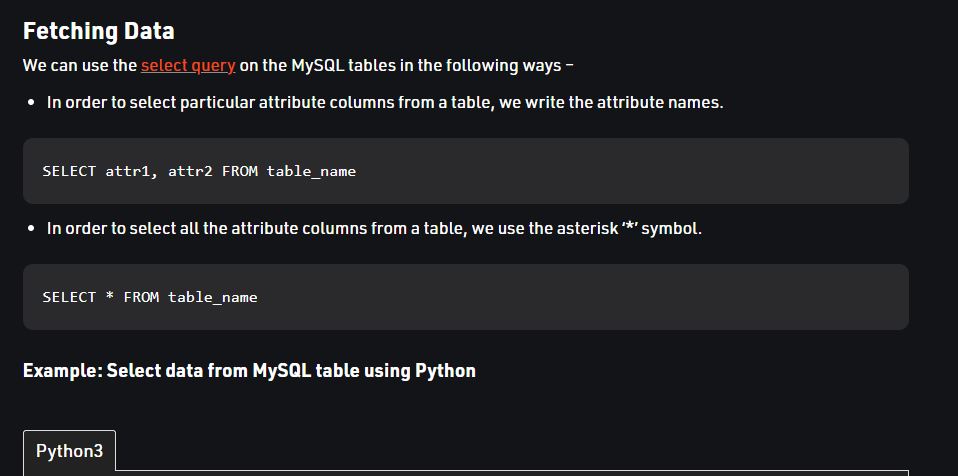 Fetching Data
We can use the select query on the MySQL tables in the following ways –
• In order to select particular attribute columns from a table, we write the attribute names.
SELECT attr1, attr2 FROM table_name
• In order to select all the attribute columns from a table, we use the asterisk ‘*’ symbol.
SELECT * FROM table_name
Example: Select data from MySQL table using Python
Python3